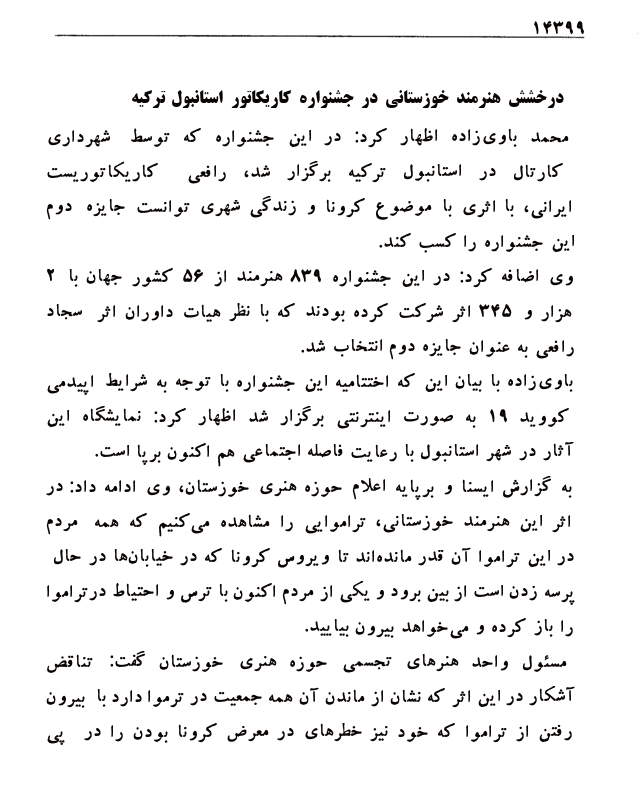 ۱۴۳۹۹
درخشش هنرمند خوزستانی در جشنواره کاریکاتور استانبول ترکیه
محمد باوی‌زاده اظهار کرد: در این جشنواره که توسط شهرداری
کارتال در استانبول ترکیه برگزار شد، رافعی کاریکاتوریست
ایرانی، با اثری با موضوع کرونا و زندگی شهری توانست جایزه دوم
این جشنواره را کسب کند.
وی اضافه کرد: در این جشنواره ۸۳۹ هنرمند از ۵۶ کشور جهان با ۲
هزار و ۳۴۵ اثر شرکت کرده بودند که با نظر هیات داوران اثر سجاد
رافعی به عنوان جایزه دوم انتخاب شد.
باوی‌زاده با بیان این که اختتامیه این جشنواره با توجه به شرایط اپیدمی
کووید ۱۹ به صورت اینترنتی برگزار شد اظهار کرد: نمایشگاه این
آثار در شهر استانبول با رعایت فاصله اجتماعی هم اکنون برپا است.
به گزارش ایسنا و برپایه اعلام حوزه هنری خوزستان، وی ادامه داد: در
اثر این هنرمند خوزستانی، تراموایی را مشاهده می‌کنیم که همه مردم
در این تراموا آن قدر مانده‌اند تا ویروس کرونا که در خیابان‌ها در حال
پرسه زدن است از بین برود و یکی از مردم اکنون با ترس و احتیاط درتراموا
را باز کرده و می‌خواهد بیرون بیایید.
مسئول واحد هنرهای تجسمی حوزه هنری خوزستان گفت: تناقض
آشکار در این اثر که نشان از ماندن آن همه جمعیت در ترموا دارد با بیرون
رفتن از تراموا که خود نیز خطرهای در معرض کرونا بودن را در پی